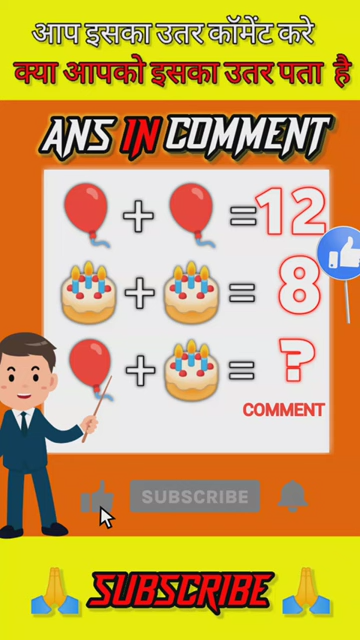 आप इसका उतर कॉमेंट करे
क्या आपको इसका उतर पता है
ANS IN COMMENT
+ =12
+ = 8
+ = ?
COMMENT
SUBSCRIBE
SUBSCRIBE